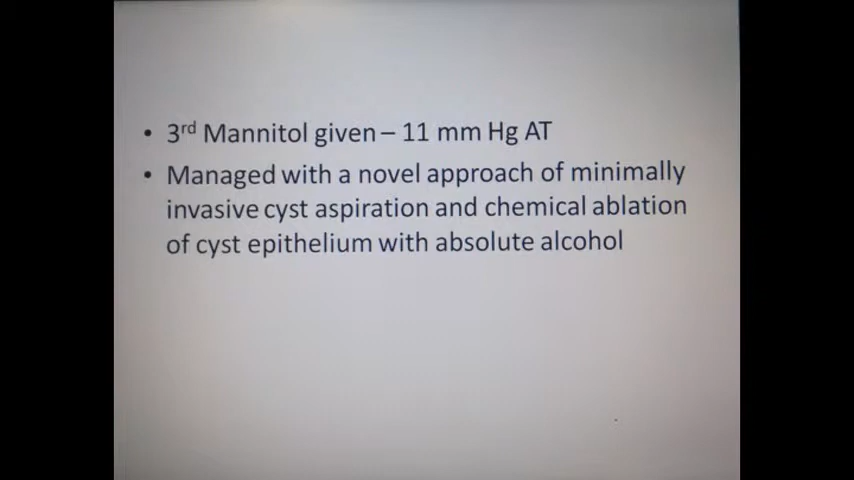 • 3rd Mannitol given – 11 mm Hg AT
• Managed with a novel approach of minimally
invasive cyst aspiration and chemical ablation
of cyst epithelium with absolute alcohol